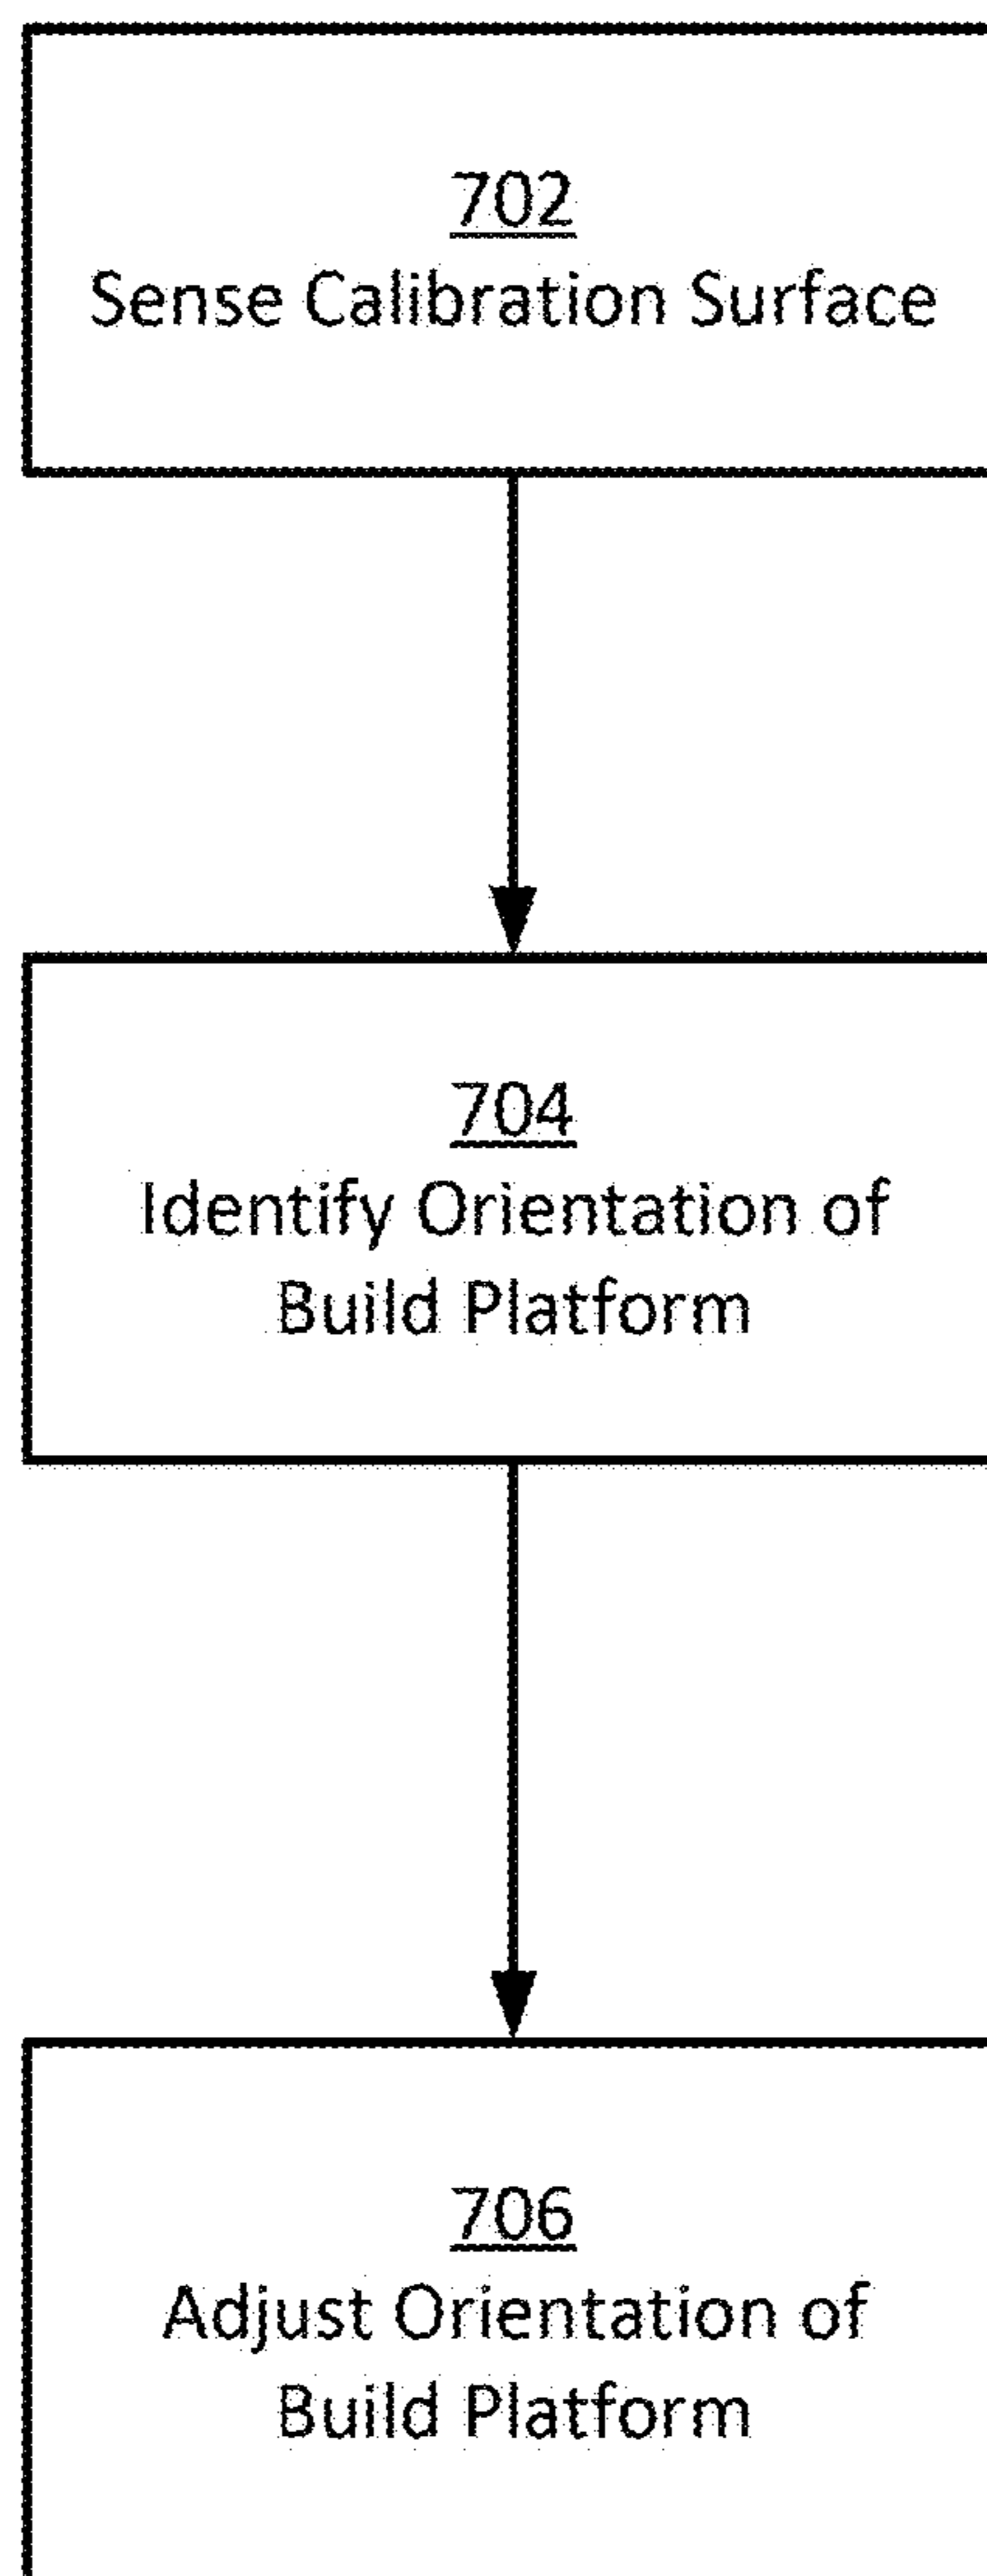 702
Sense Calibration Surface
704
Identify Orientation of
Build Platform
706
Adjust Orientation of
Build Platform